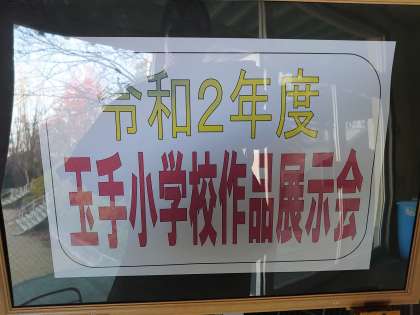 令和2年度
玉手小学校作品展示会